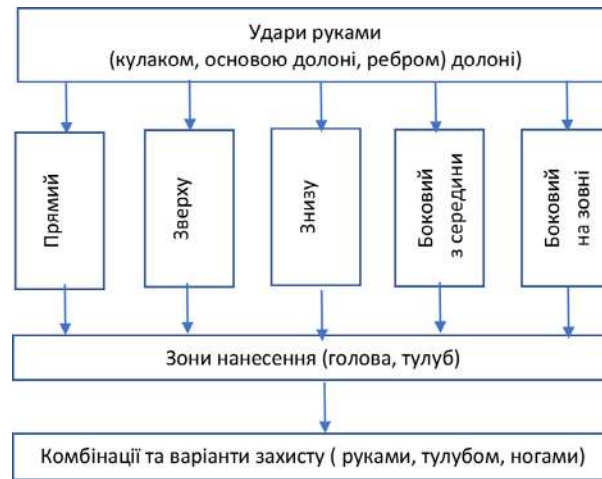 Удари руками
(кулаком, основою долоні, ребром) долоні)
Прямий
Зверху
Знизу
Боковий
з середини
Боковий
на зовні
Зони нанесення (голова, тулуб)
Комбінації та варіанти захисту ( руками, тулубом, ногами)